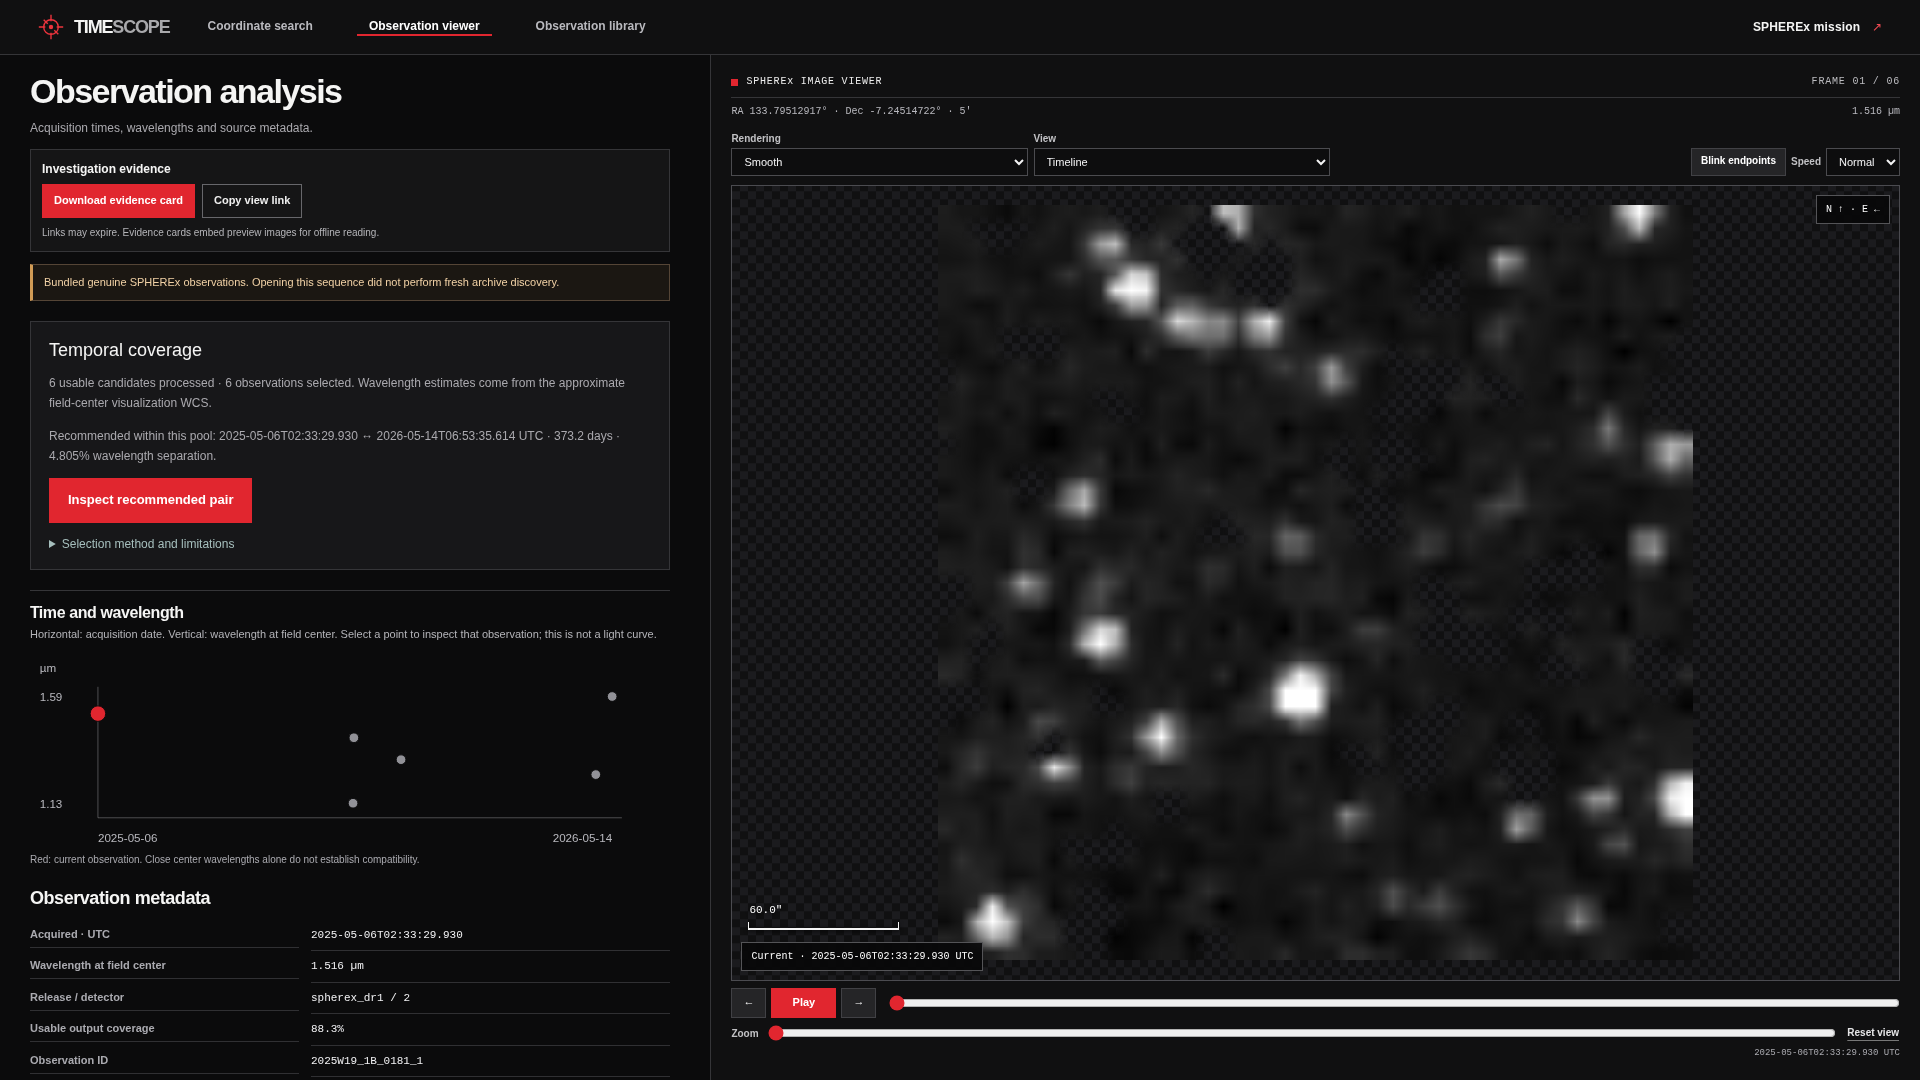 TIMESCOPE
Coordinate search
Observation viewer
Observation library
SPHEREx mission ↗
Observation analysis
Acquisition times, wavelengths and source metadata.
Investigation evidence
Download evidence card
Copy view link
Links may expire. Evidence cards embed preview images for offline reading.
Bundled genuine SPHEREx observations. Opening this sequence did not perform fresh archive discovery.
Temporal coverage
6 usable candidates processed · 6 observations selected. Wavelength estimates come from the approximate
field-center visualization WCS.
Recommended within this pool: 2025-05-06T02:33:29.930 ↔ 2026-05-14T06:53:35.614 UTC · 373.2 days ·
4.805% wavelength separation.
Inspect recommended pair
▶ Selection method and limitations
Time and wavelength
Horizontal: acquisition date. Vertical: wavelength at field center. Select a point to inspect that observation; this is not a light curve.
µm
1.59
1.13
2025-05-06
2026-05-14
Red: current observation. Close center wavelengths alone do not establish compatibility.
Observation metadata
Acquired · UTC
2025-05-06T02:33:29.930
Wavelength at field center
1.516 µm
Release / detector
spherex_dr1 / 2
Usable output coverage
88.3%
Observation ID
2025W19_1B_0181_1
SPHEREx IMAGE VIEWER
FRAME 01 / 06
RA 133.79512917° · Dec -7.24514722° · 5'
1.516 µm
Rendering
View
Smooth
Timeline
Blink endpoints
Speed
Normal
N ↑ · E ←
60.0"
Current · 2025-05-06T02:33:29.930 UTC
←
Play
→
Zoom
Reset view
2025-05-06T02:33:29.930 UTC